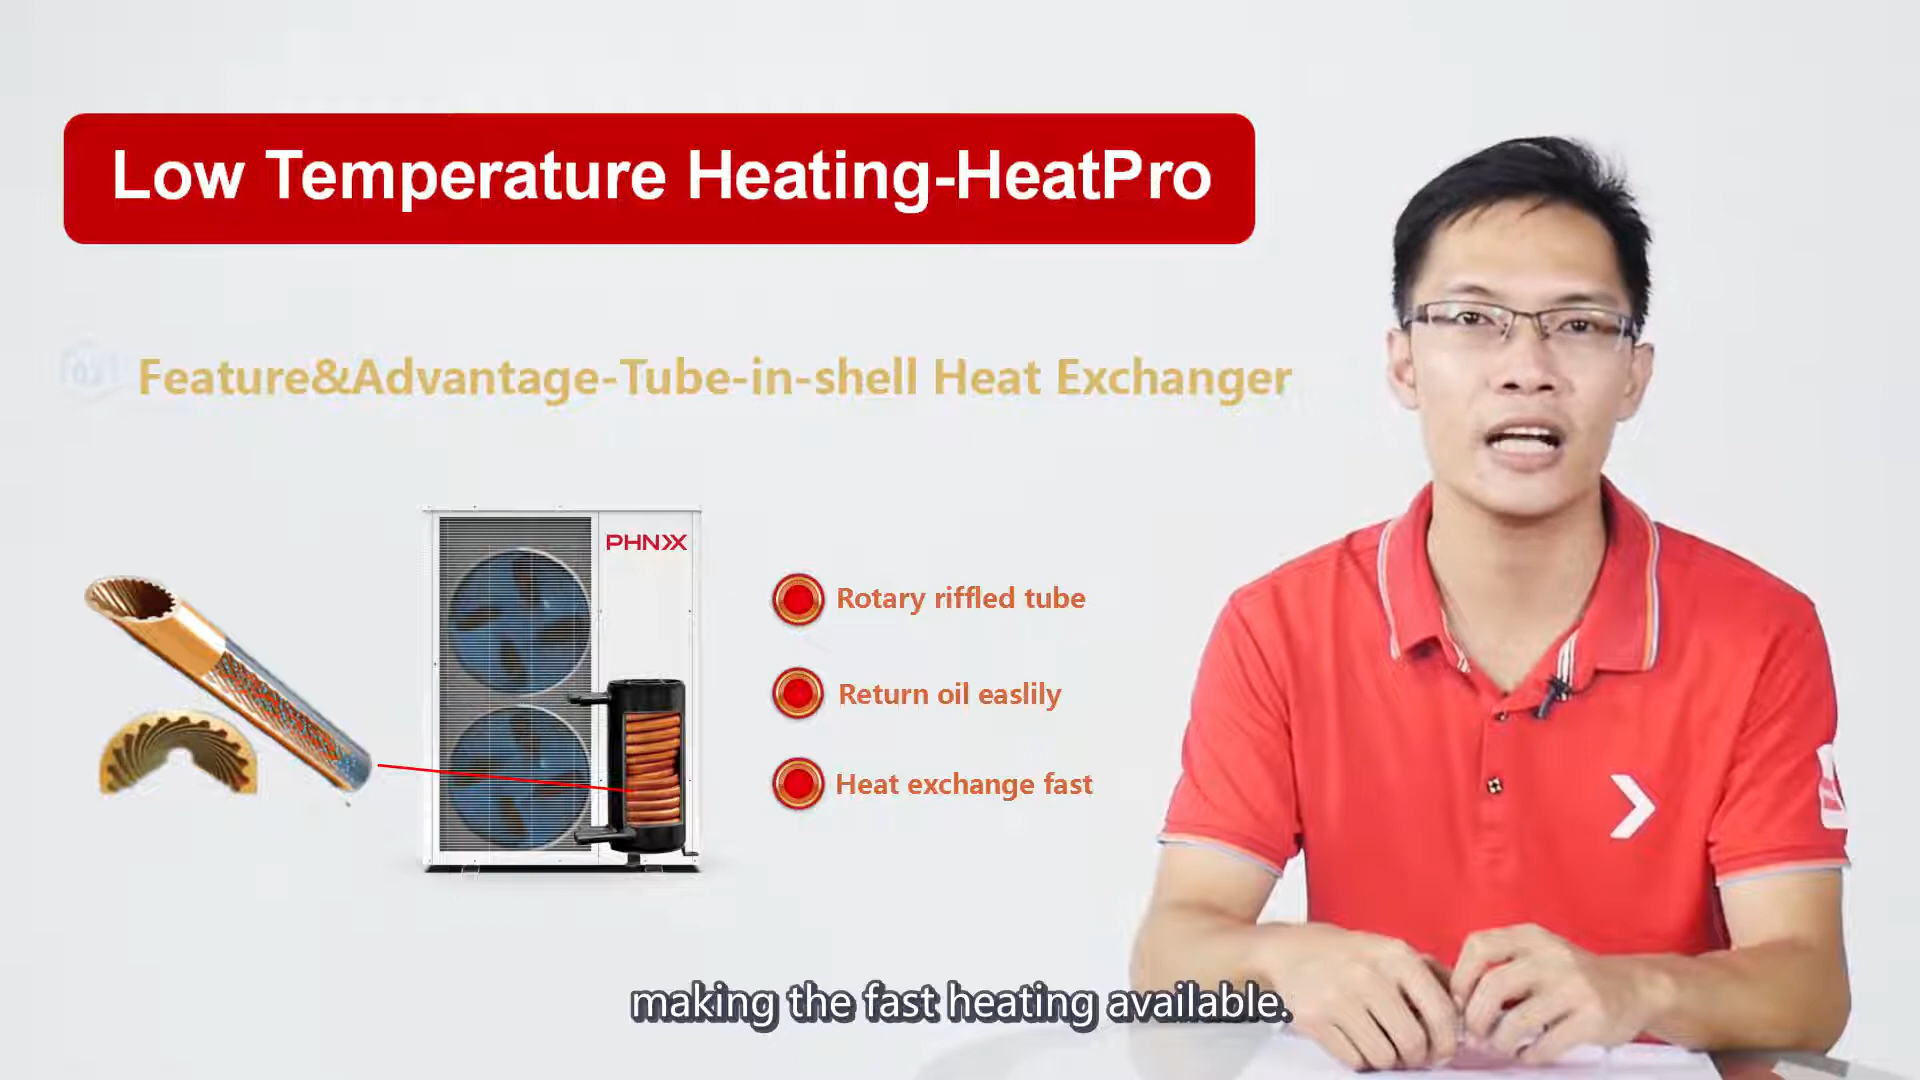 Low Temperature Heating-HeatPro
Feature&Advantage-Tube-in-shell Heat Exchanger
PHNX
Rotary riffled tube
Return oil easlily
Heat exchange fast
making the fast heating available.